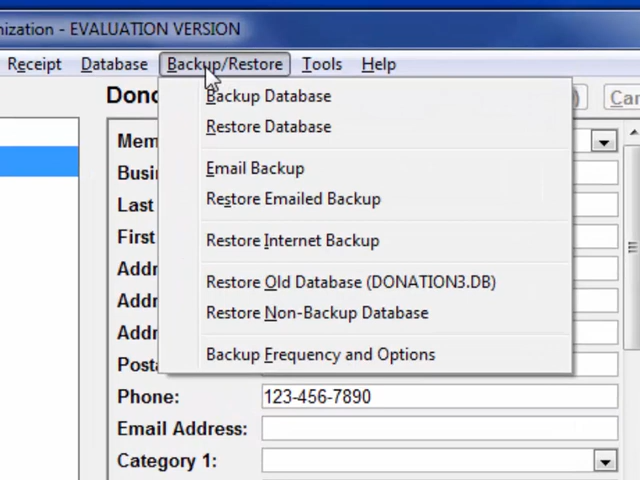 nization - EVALUATION VERSION
Receipt Database Backup/Restore Tools Help
Dono
Can
Backup Database
Restore Database
Email Backup
Restore Emailed Backup
Restore Internet Backup
Restore Old Database (DONATION3.DB)
Restore Non-Backup Database
Backup Frequency and Options
Mem
Busi
Last
First
Addr
Addr
Addr
Posta
Phone: 123-456-7890
Email Address:
Category 1: